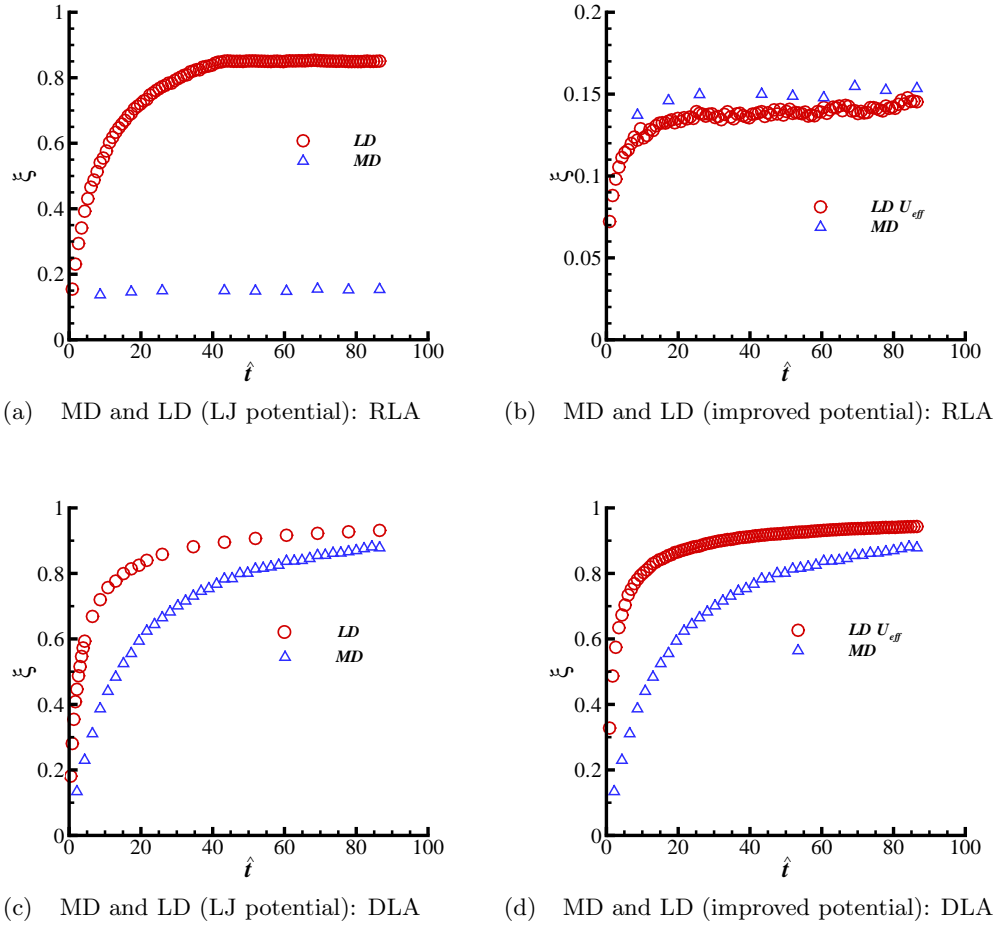 1
0.8
0.6
0.4
0.2
0
0 20 40 60 80 100
ξ
t̂
LD
MD
(a) MD and LD (LJ potential): RLA
0.2
0.15
0.1
0.05
0
0 20 40 60 80 100
ξ
t̂
LD U_eff
MD
(b) MD and LD (improved potential): RLA
1
0.8
0.6
0.4
0.2
0
0 20 40 60 80 100
ξ
t̂
LD
MD
(c) MD and LD (LJ potential): DLA
1
0.8
0.6
0.4
0.2
0
0 20 40 60 80 100
ξ
t̂
LD U_eff
MD
(d) MD and LD (improved potential): DLA